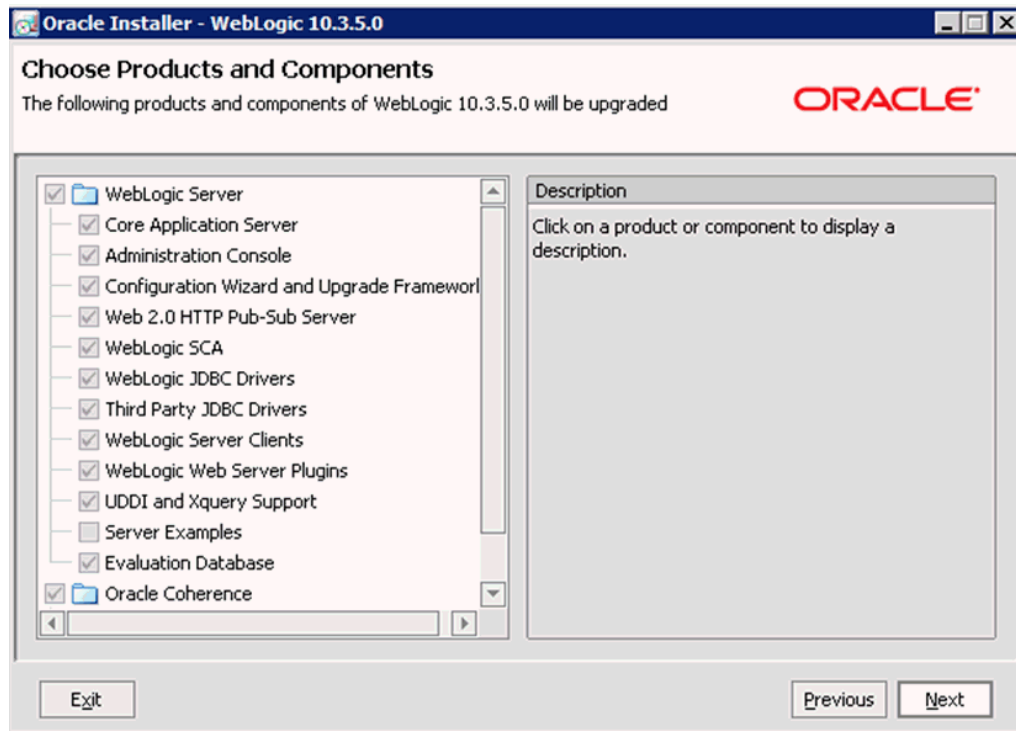 Oracle Installer - WebLogic 10.3.5.0
Choose Products and Components
The following products and components of WebLogic 10.3.5.0 will be upgraded
ORACLE
WebLogic Server
Core Application Server
Administration Console
Configuration Wizard and Upgrade Framework
Web 2.0 HTTP Pub-Sub Server
WebLogic SCA
WebLogic JDBC Drivers
Third Party JDBC Drivers
WebLogic Server Clients
WebLogic Web Server Plugins
UDDI and Xquery Support
Server Examples
Evaluation Database
Oracle Coherence
Description
Click on a product or component to display a
description.
Exit
Previous
Next